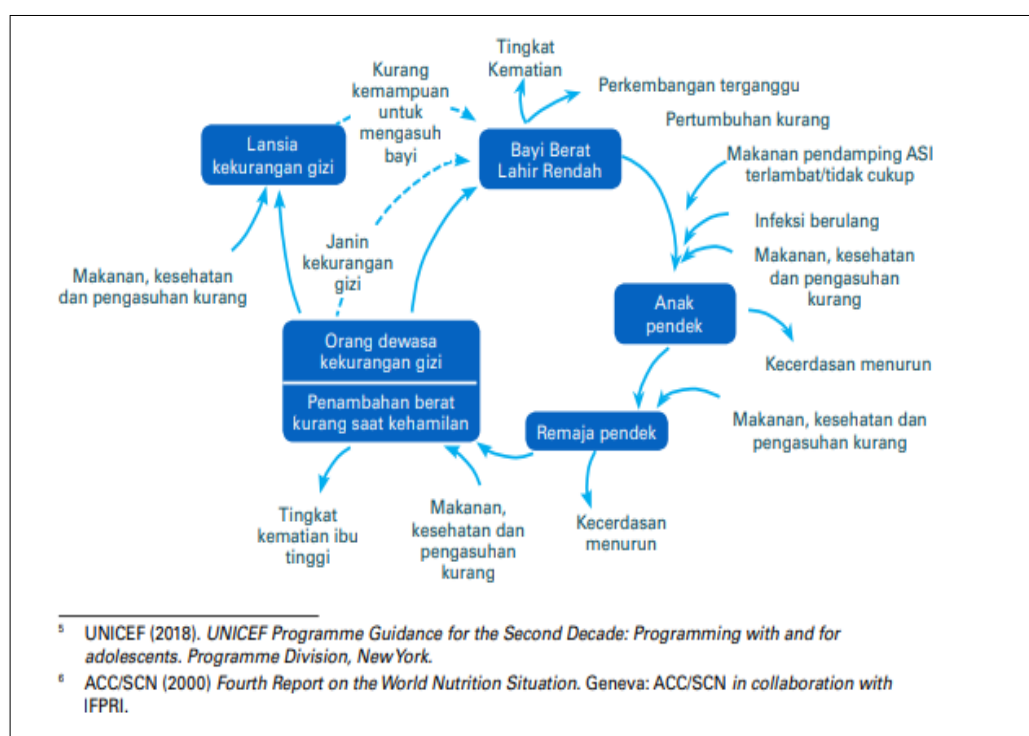 Tingkat
Kematian
Kurang
kemampuan
untuk
mengasuh
bayi
Perkembangan terganggu
Pertumbuhan kurang
Lansia
kekurangan gizi
Bayi Berat
Lahir Rendah
Makanan pendamping ASI
terlambat/tidak cukup
Infeksi berulang
Janin
kekurangan
gizi
Makanan, kesehatan
dan pengasuhan kurang
Makanan, kesehatan
dan pengasuhan
kurang
Anak
pendek
Orang dewasa
kekurangan gizi
Penambahan berat
kurang saat kehamilan
Kecerdasan menurun
Remaja pendek
Makanan, kesehatan dan
pengasuhan kurang
Tingkat
kematian ibu
tinggi
Makanan,
kesehatan dan
pengasuhan
kurang
Kecerdasan
menurun
5 UNICEF (2018). UNICEF Programme Guidance for the Second Decade: Programming with and for
adolescents. Programme Division, New York.
6 ACC/SCN (2000) Fourth Report on the World Nutrition Situation. Geneva: ACC/SCN in collaboration with
IFPRI.